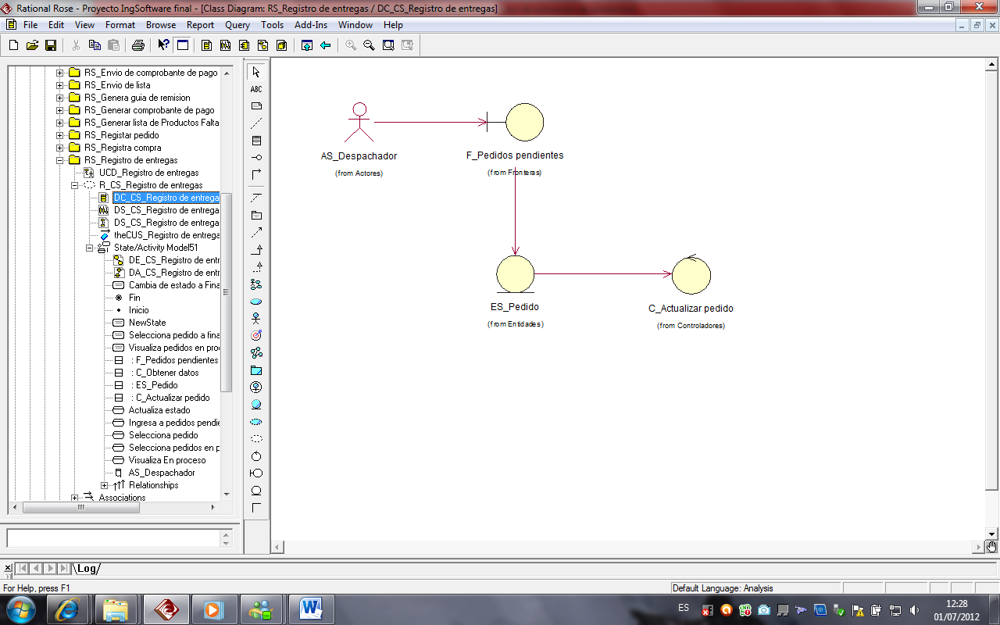 Rational Rose - Proyecto IngSoftware final - [Class Diagram: RS_Registro de entregas / DC_CS_Registro de entregas]
File Edit View Format Browse Report Query Tools Add-Ins Window Help
RS_Envio de comprobante de pago
RS_Envio de lista
RS_Genera guia de remision
RS_Generar comprobante de pago
RS_Generar lista de Productos Falta
RS_Registar pedido
RS_Registra compra
RS_Registro de entregas
UCD_Registro de entregas
R_CS_Registro de entregas
DC_CS_Registro de entrega
DS_CS_Registro de entrega
DS_CS_Registro de entrega
theCUS_Registro de entrega
State/Activity Model51
DE_CS_Registro de entr
DA_CS_Registro de entr
Cambia de estado a Fina
Fin
Inicio
NewState
Selecciona pedido a fina
Visualiza pedidos en proc
: F_Pedidos pendientes
: C_Obtener datos
: ES_Pedido
: C_Actualizar pedido
Actualiza estado
Ingresa a pedidos pendie
Selecciona pedido
Selecciona pedidos en p
Visualiza En proceso
AS_Despachador
Relationships
Associations
ABC
AS_Despachador
(from Actores)
F_Pedidos pendientes
(from Fronteras)
ES_Pedido
(from Entidades)
C_Actualizar pedido
(from Controladores)
Log
For Help, press F1
Default Language: Analysis
ES
12:28
01/07/2012